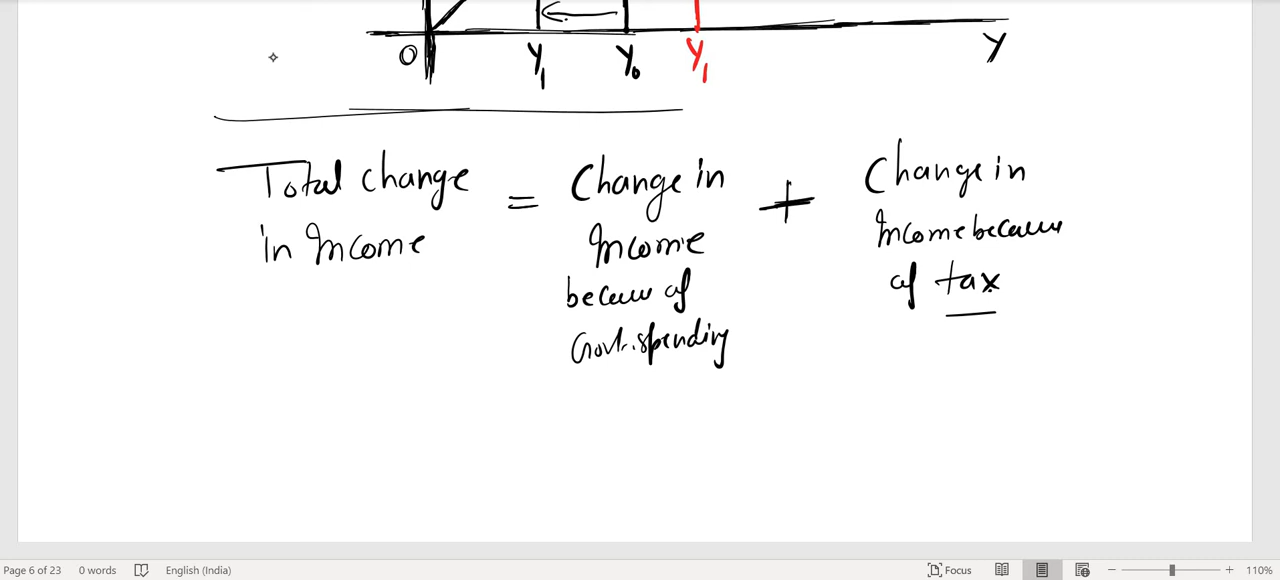 O Y₁ Y₀ Y₁ Y
Total change = Change in + Change in
in Income Income Income because
because of of tax
Govt. spending
Page 6 of 23 0 words English (India) Focus 110%